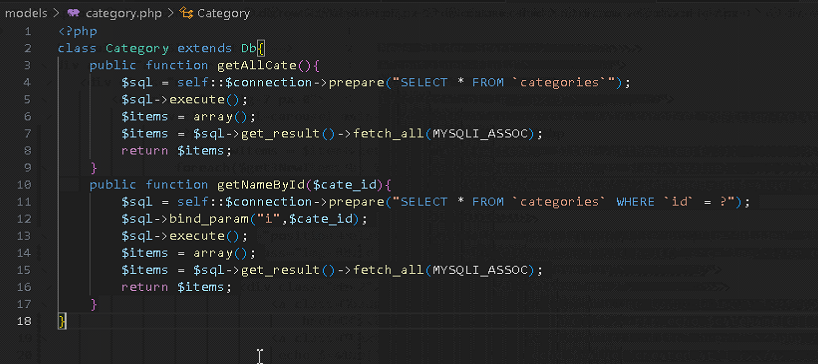 models > category.php > Category
1 <?php
2 class Category extends Db{
3     public function getAllCate(){
4         $sql = self::$connection->prepare("SELECT * FROM `categories`");
5         $sql->execute();
6         $items = array();
7         $items = $sql->get_result()->fetch_all(MYSQLI_ASSOC);
8         return $items;
9     }
10     public function getNameById($cate_id){
11         $sql = self::$connection->prepare("SELECT * FROM `categories` WHERE `id` = ?");
12         $sql->bind_param("i",$cate_id);
13         $sql->execute();
14         $items = array();
15         $items = $sql->get_result()->fetch_all(MYSQLI_ASSOC);
16         return $items;
17     }
18 }